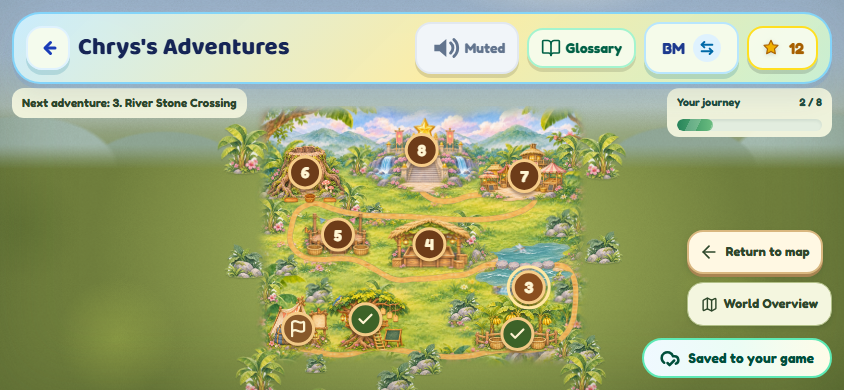 Chrys's Adventures
Muted
Glossary
BM
12
Next adventure: 3. River Stone Crossing
Your journey
2 / 8
8
6
7
5
4
3
Return to map
World Overview
Saved to your game